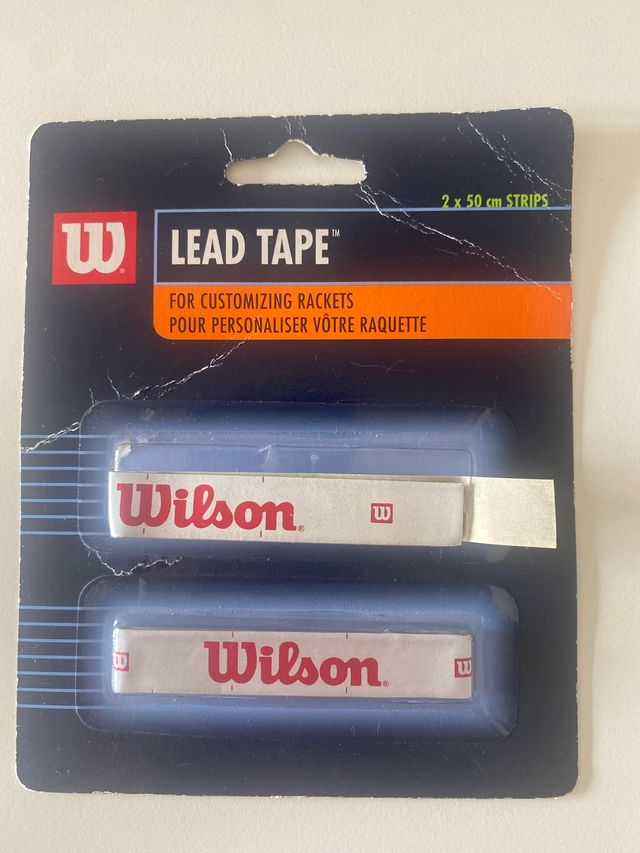 2 x 50 cm STRIPS
W
LEAD TAPE™
FOR CUSTOMIZING RACKETS
POUR PERSONALISER VÔTRE RAQUETTE
Wilson® W
W Wilson® W